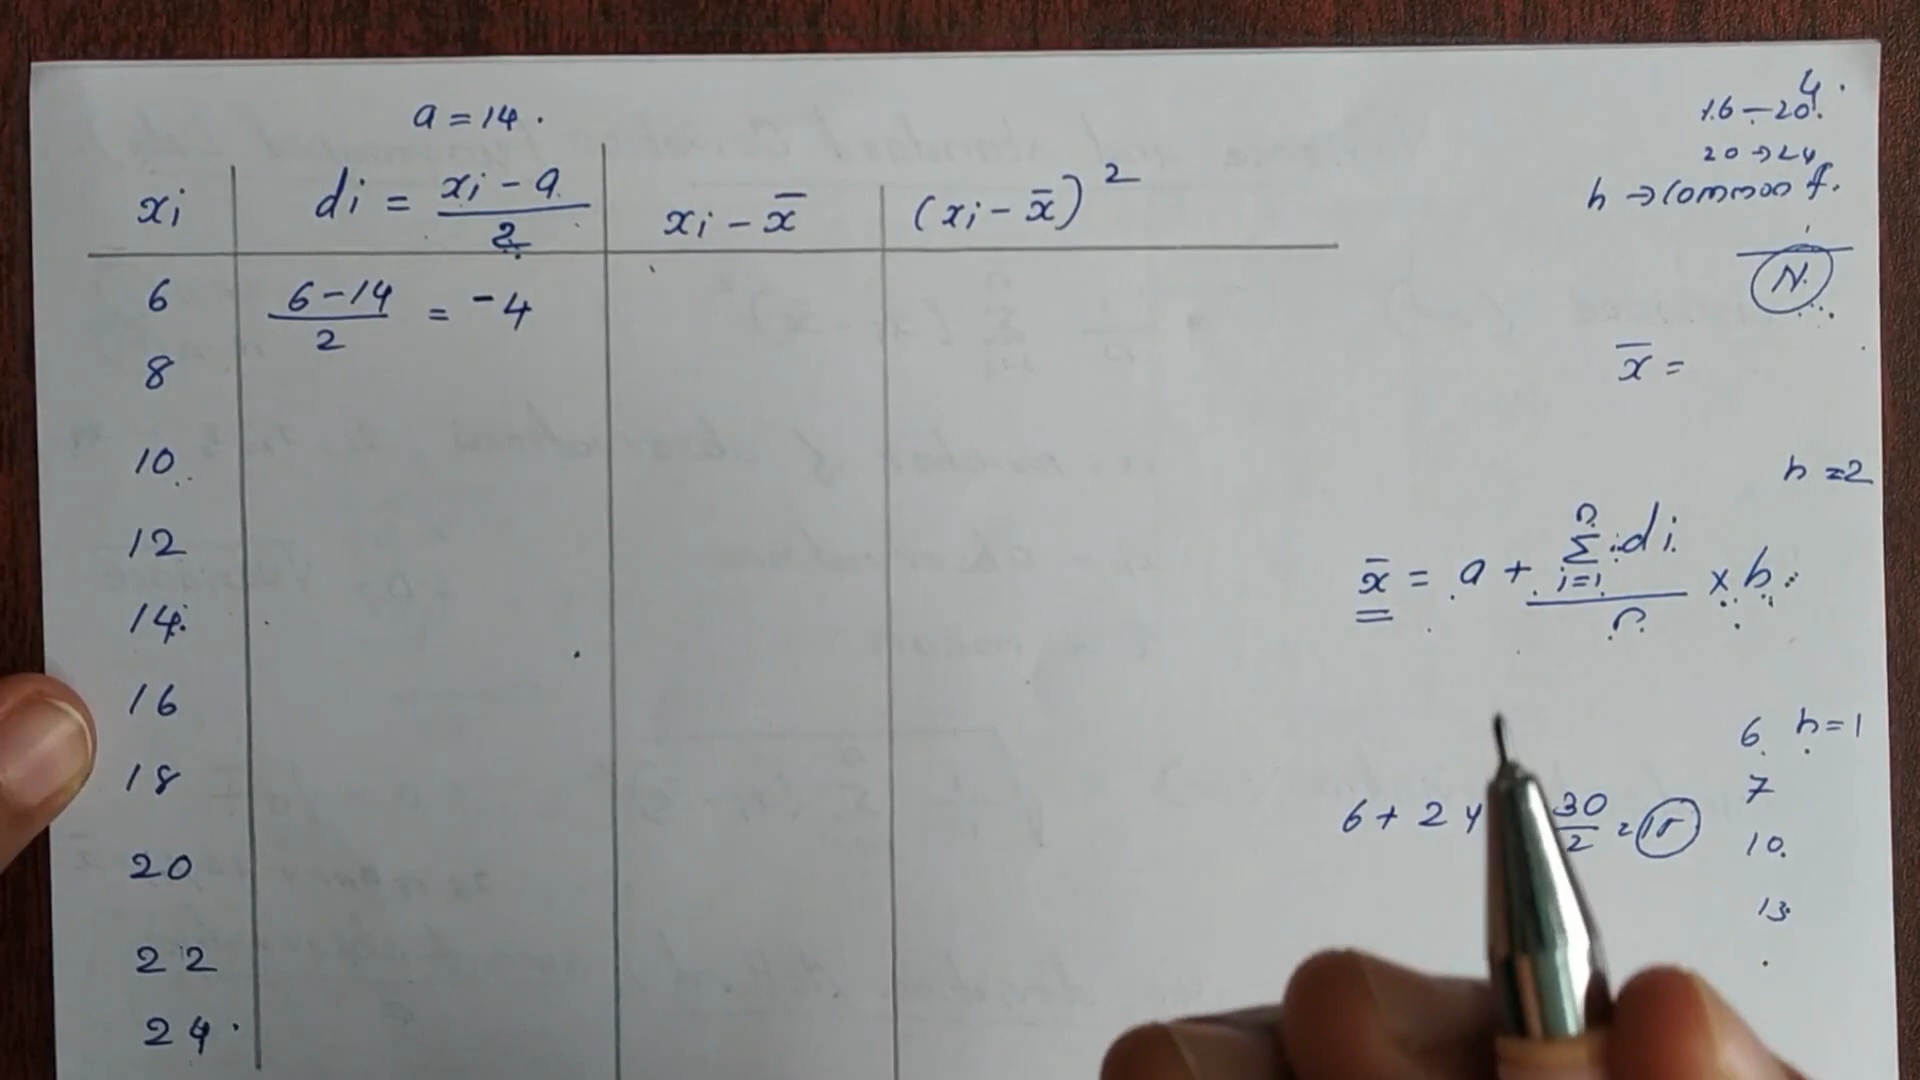 a = 14.
xi
di = xi - a / 2
xi - x̄
(xi - x̄)²
6
6-14 / 2 = -4
8
10
12
14
16
18
20
22
24
4
16-20
20→24
h → common f.
N
x̄ =
h = 2
x̄ = a + n Σ i=1 di / n × h
6 h=1
7
10
13
6 + 24 30 / 2 = 15